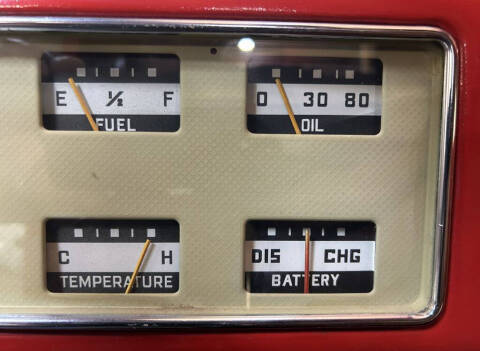 E ½ F
FUEL
0 30 80
OIL
C H
TEMPERATURE
DIS CHG
BATTERY